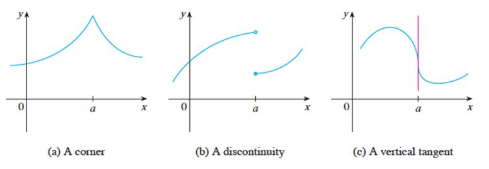 y
0
a
x
(a) A corner
y
0
a
x
(b) A discontinuity
y
0
a
x
(c) A vertical tangent